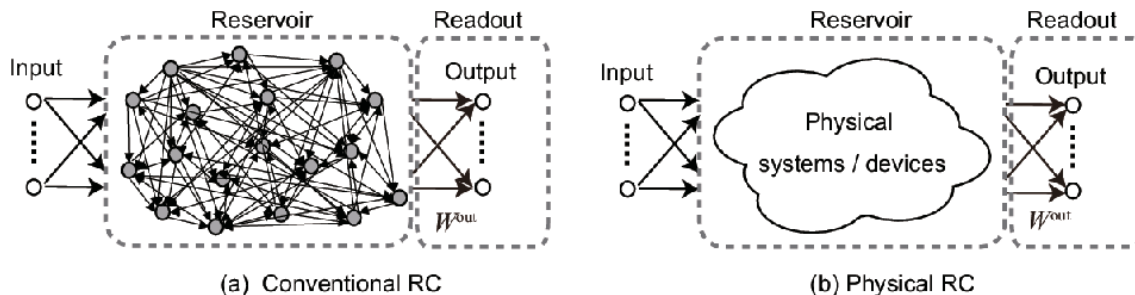 Reservoir
Readout
Input
Output
W^out
(a) Conventional RC
Reservoir
Readout
Input
Output
Physical
systems / devices
W^out
(b) Physical RC